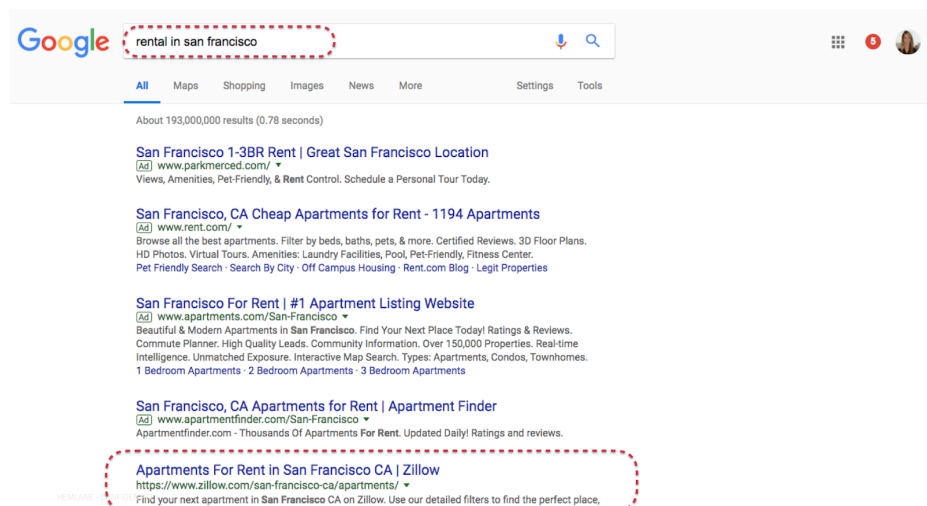 Google
rental in san francisco
5
All Maps Shopping Images News More Settings Tools
About 193,000,000 results (0.78 seconds)
San Francisco 1-3BR Rent | Great San Francisco Location
Ad www.parkmerced.com/
Views, Amenities, Pet-Friendly, & Rent Control. Schedule a Personal Tour Today.
San Francisco, CA Cheap Apartments for Rent - 1194 Apartments
Ad www.rent.com/
Browse all the best apartments. Filter by beds, baths, pets, & more. Certified Reviews. 3D Floor Plans.
HD Photos. Virtual Tours. Amenities: Laundry Facilities, Pool, Pet-Friendly, Fitness Center.
Pet Friendly Search · Search By City · Off Campus Housing · Rent.com Blog · Legit Properties
San Francisco For Rent | #1 Apartment Listing Website
Ad www.apartments.com/San-Francisco
Beautiful & Modern Apartments in San Francisco. Find Your Next Place Today! Ratings & Reviews.
Commute Planner. High Quality Leads. Community Information. Over 150,000 Properties. Real-time
Intelligence. Unmatched Exposure. Interactive Map Search. Types: Apartments, Condos, Townhomes.
1 Bedroom Apartments · 2 Bedroom Apartments · 3 Bedroom Apartments
San Francisco, CA Apartments for Rent | Apartment Finder
Ad www.apartmentfinder.com/San-Francisco
Apartmentfinder.com - Thousands Of Apartments For Rent. Updated Daily! Ratings and reviews.
Apartments For Rent in San Francisco CA | Zillow
https://www.zillow.com/san-francisco-ca/apartments/
Find your next apartment in San Francisco CA on Zillow. Use our detailed filters to find the perfect place,